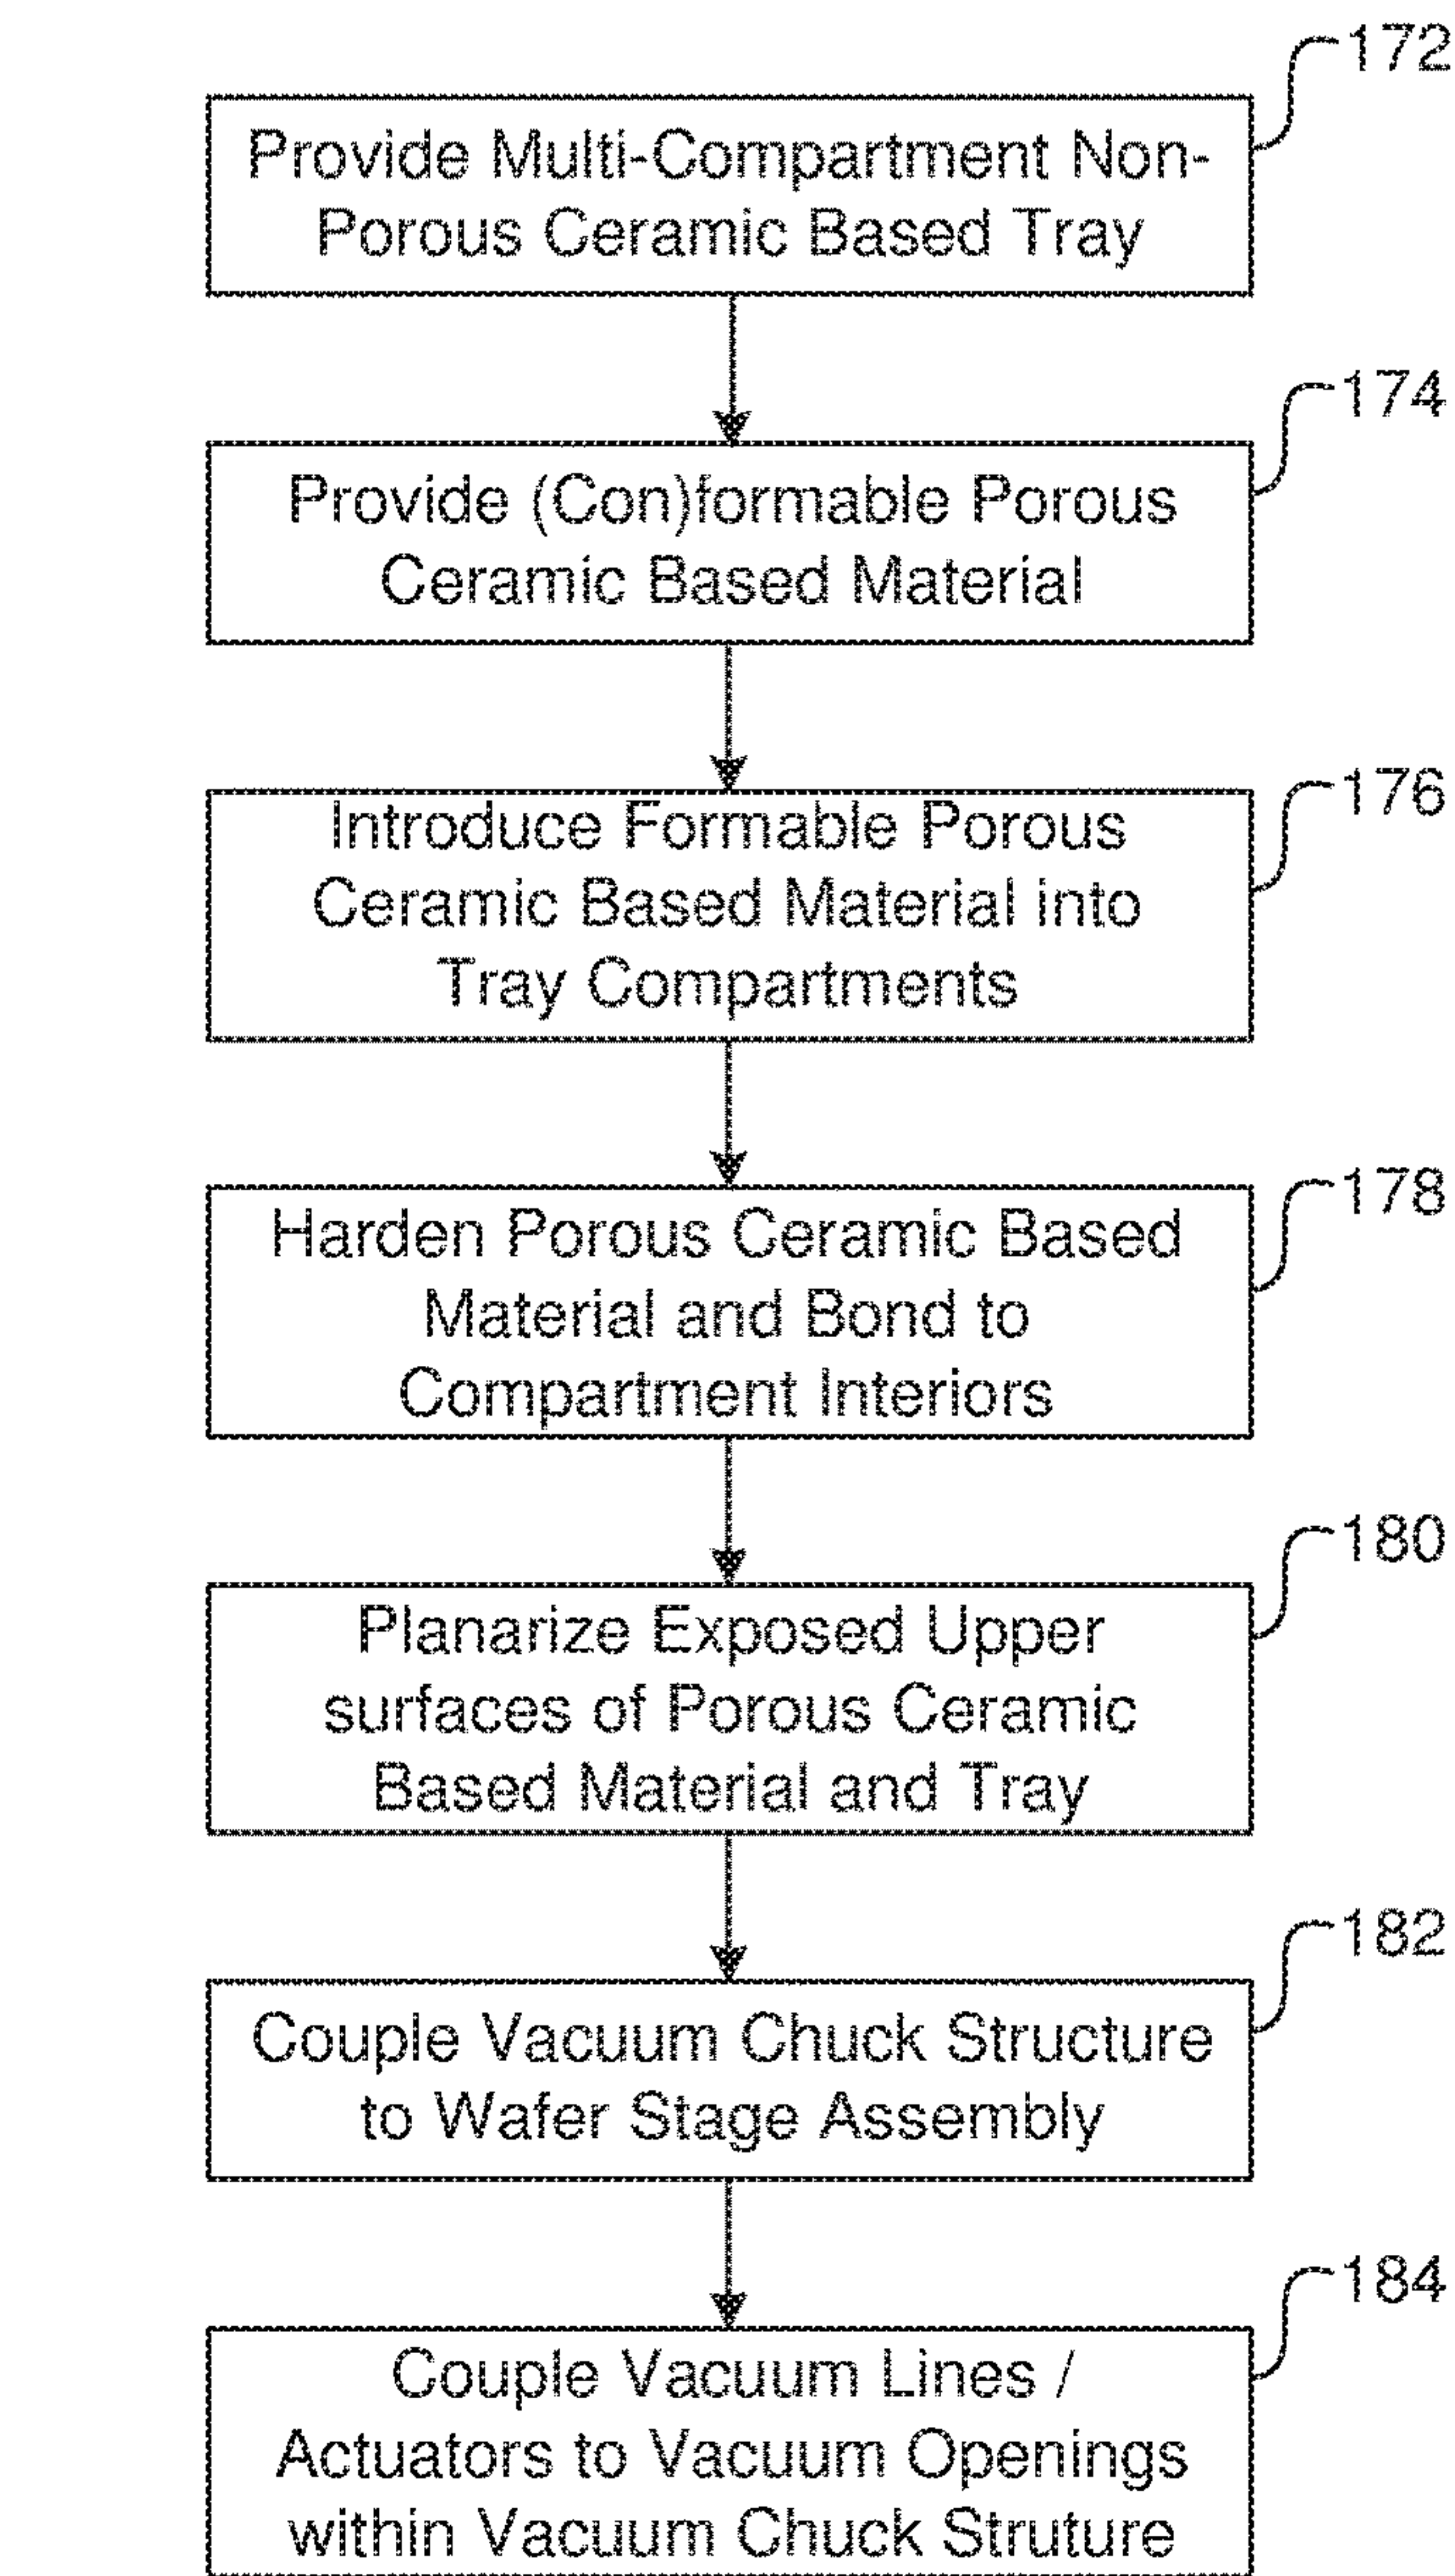 172
Provide Multi-Compartment Non-
Porous Ceramic Based Tray
174
Provide (Con)formable Porous
Ceramic Based Material
176
Introduce Formable Porous
Ceramic Based Material into
Tray Compartments
178
Harden Porous Ceramic Based
Material and Bond to
Compartment Interiors
180
Planarize Exposed Upper
surfaces of Porous Ceramic
Based Material and Tray
182
Couple Vacuum Chuck Structure
to Wafer Stage Assembly
184
Couple Vacuum Lines /
Actuators to Vacuum Openings
within Vacuum Chuck Struture